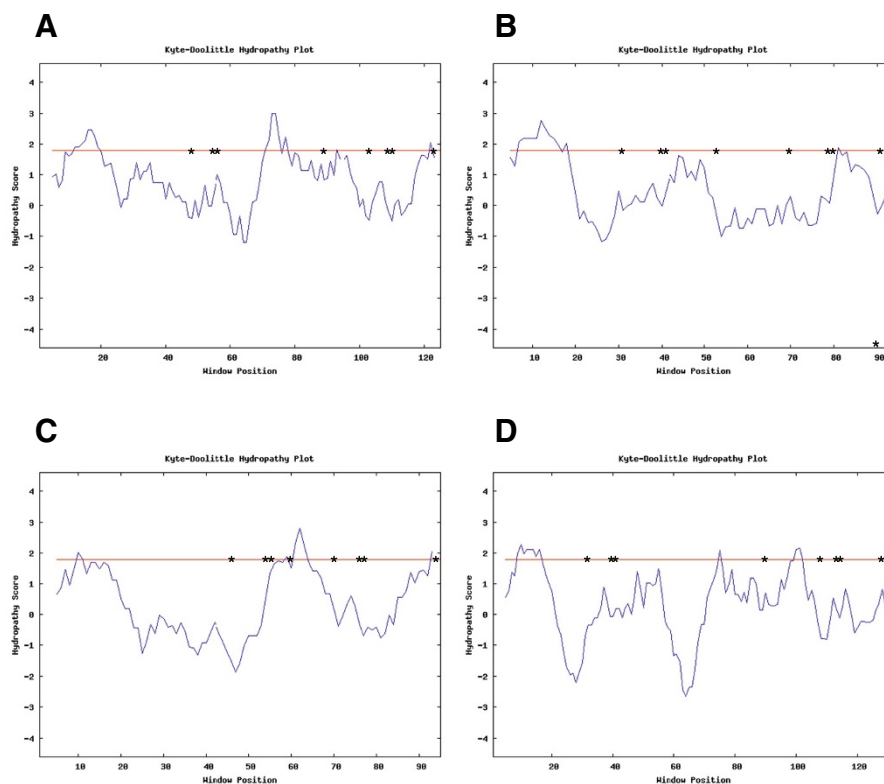 A
Kyte-Doolittle Hydropathy Plot
4
3
2
1
0
-1
-2
-3
-4
Hydropathy Score
20 40 60 80 100 120
Window Position
* * * * * * * *
B
Kyte-Doolittle Hydropathy Plot
4
3
2
1
0
-1
-2
-3
-4
Hydropathy Score
10 20 30 40 50 60 70 80 90
Window Position
* * * * * * * *
*
C
Kyte-Doolittle Hydropathy Plot
4
3
2
1
0
-1
-2
-3
-4
Hydropathy Score
10 20 30 40 50 60 70 80 90
Window Position
* * * * * * * *
D
Kyte-Doolittle Hydropathy Plot
4
3
2
1
0
-1
-2
-3
-4
Hydropathy Score
20 40 60 80 100 120
Window Position
* * * * * * * *